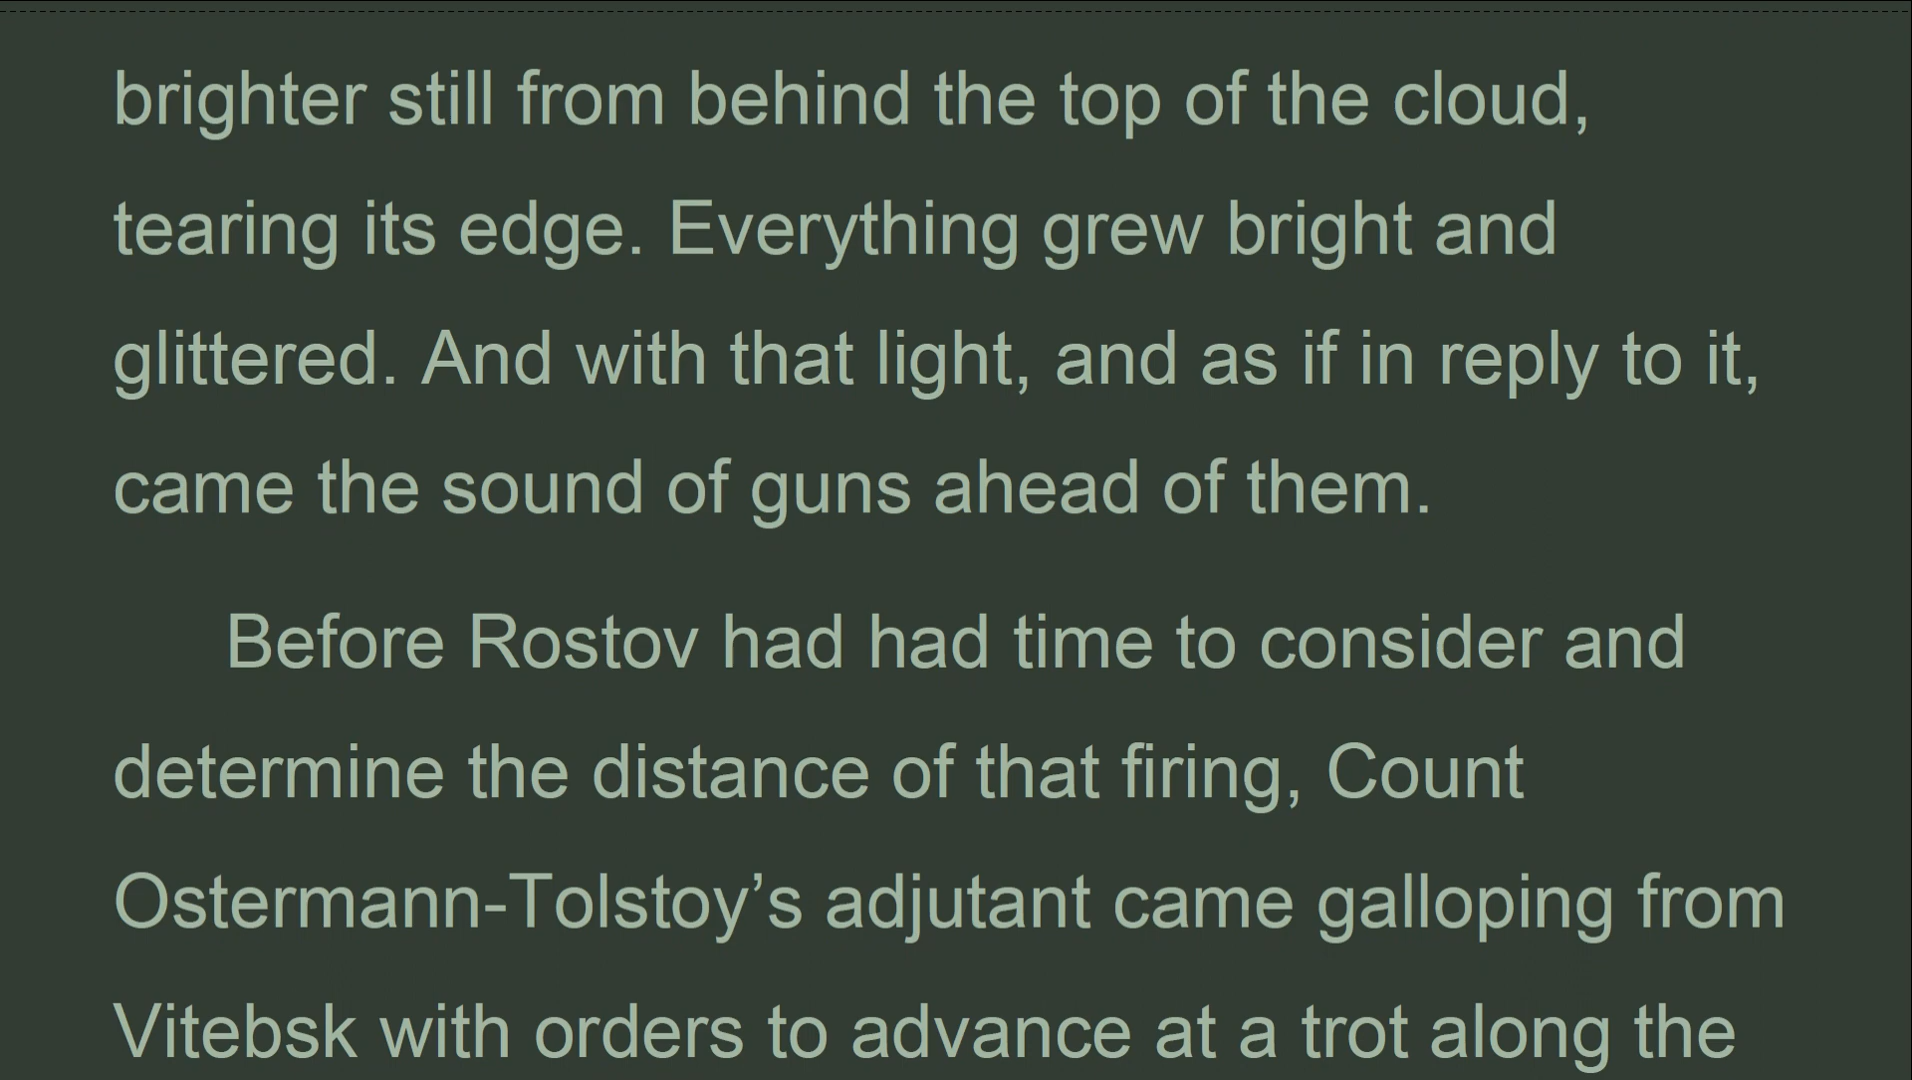 brighter still from behind the top of the cloud,
tearing its edge. Everything grew bright and
glittered. And with that light, and as if in reply to it,
came the sound of guns ahead of them.
Before Rostov had had time to consider and
determine the distance of that firing, Count
Ostermann-Tolstoy’s adjutant came galloping from
Vitebsk with orders to advance at a trot along the